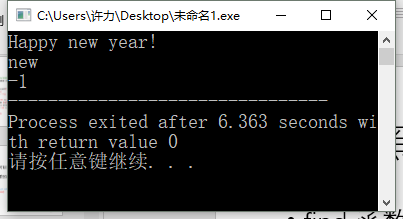 C:\Users\许力\Desktop\未命名1.exe
Happy new year!
new
-1
--------------------------------
Process exited after 6.363 seconds wi
th return value 0
请按任意键继续. . .
• find